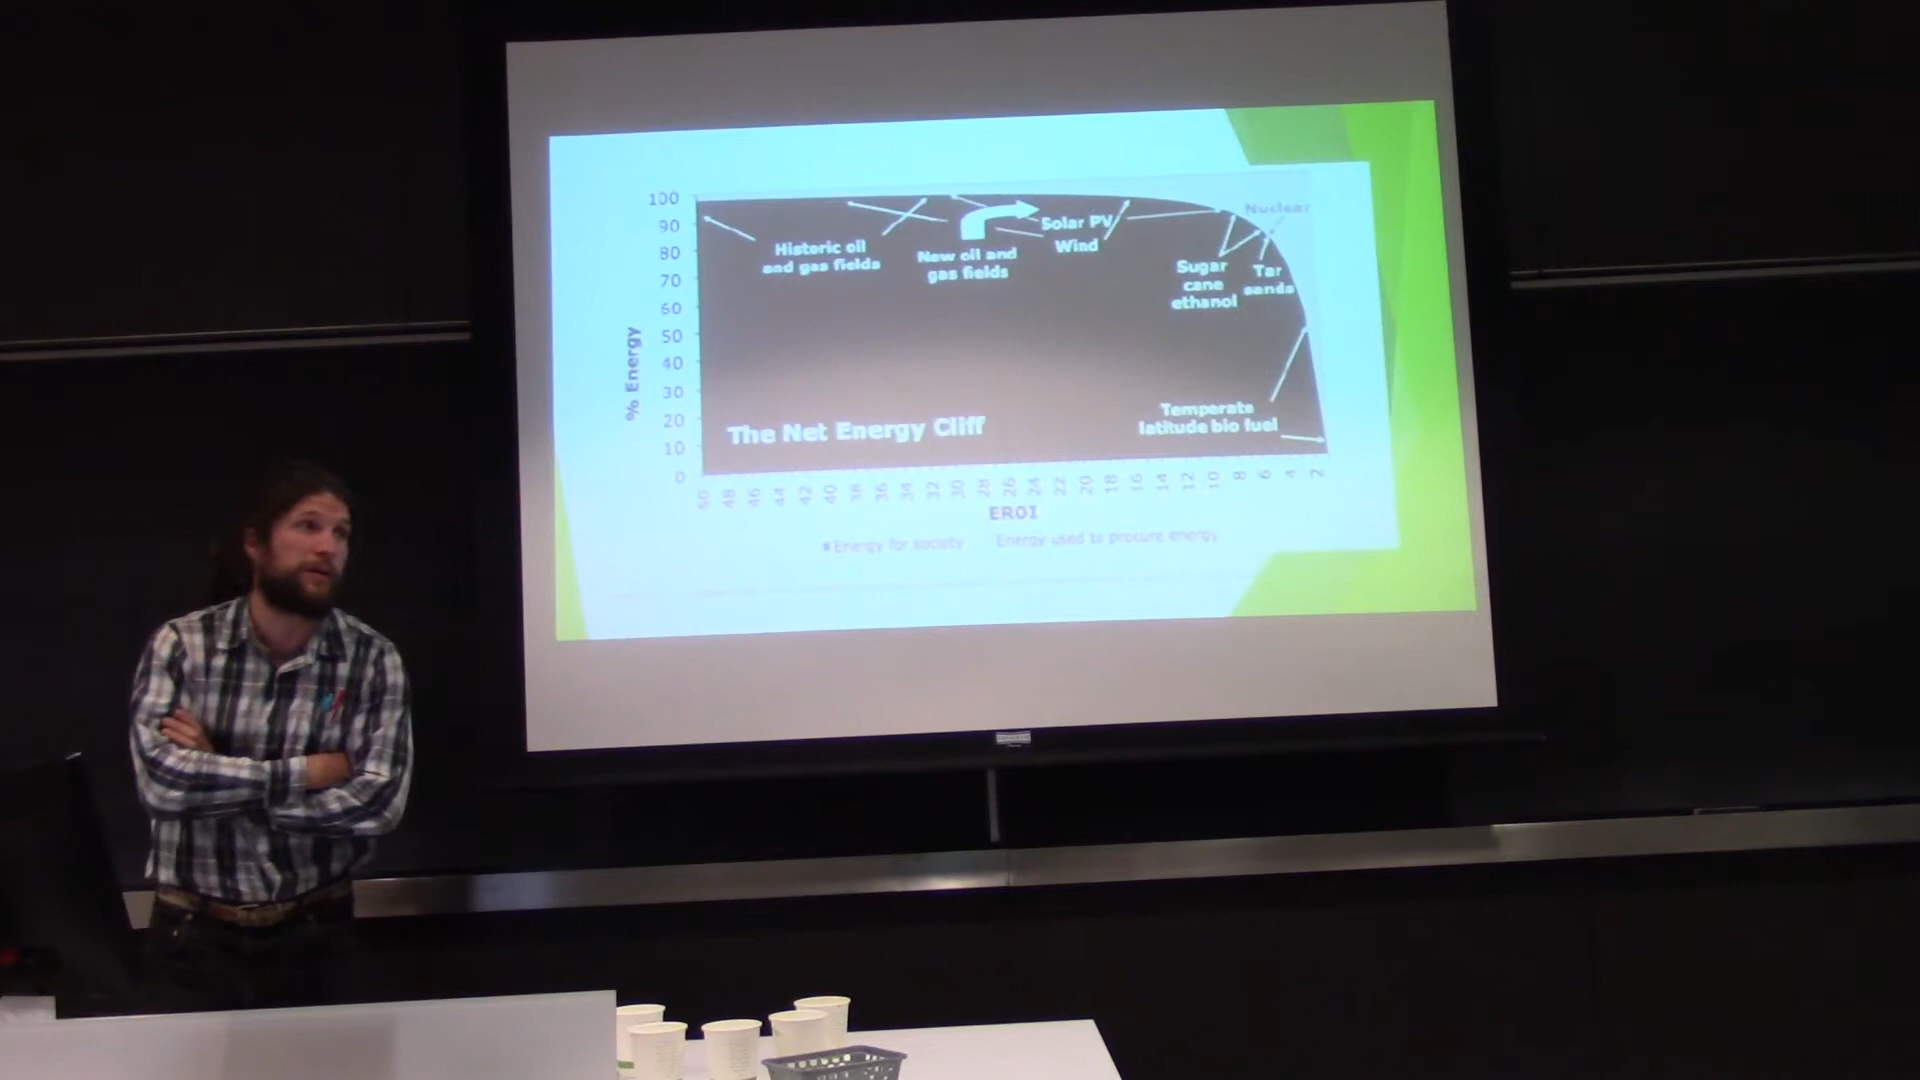 100
90
80
70
60
50
40
30
20
10
0
% Energy
Historic oil
and gas fields
New oil and
gas fields
Solar PV
Wind
Nuclear
Sugar
cane
ethanol
Tar
sands
Temperate
latitude bio fuel
The Net Energy Cliff
50 48 46 44 42 40 38 36 34 32 30 28 26 24 22 20 18 16 14 12 10 8 6 4 2
EROI
Energy for society Energy used to procure energy